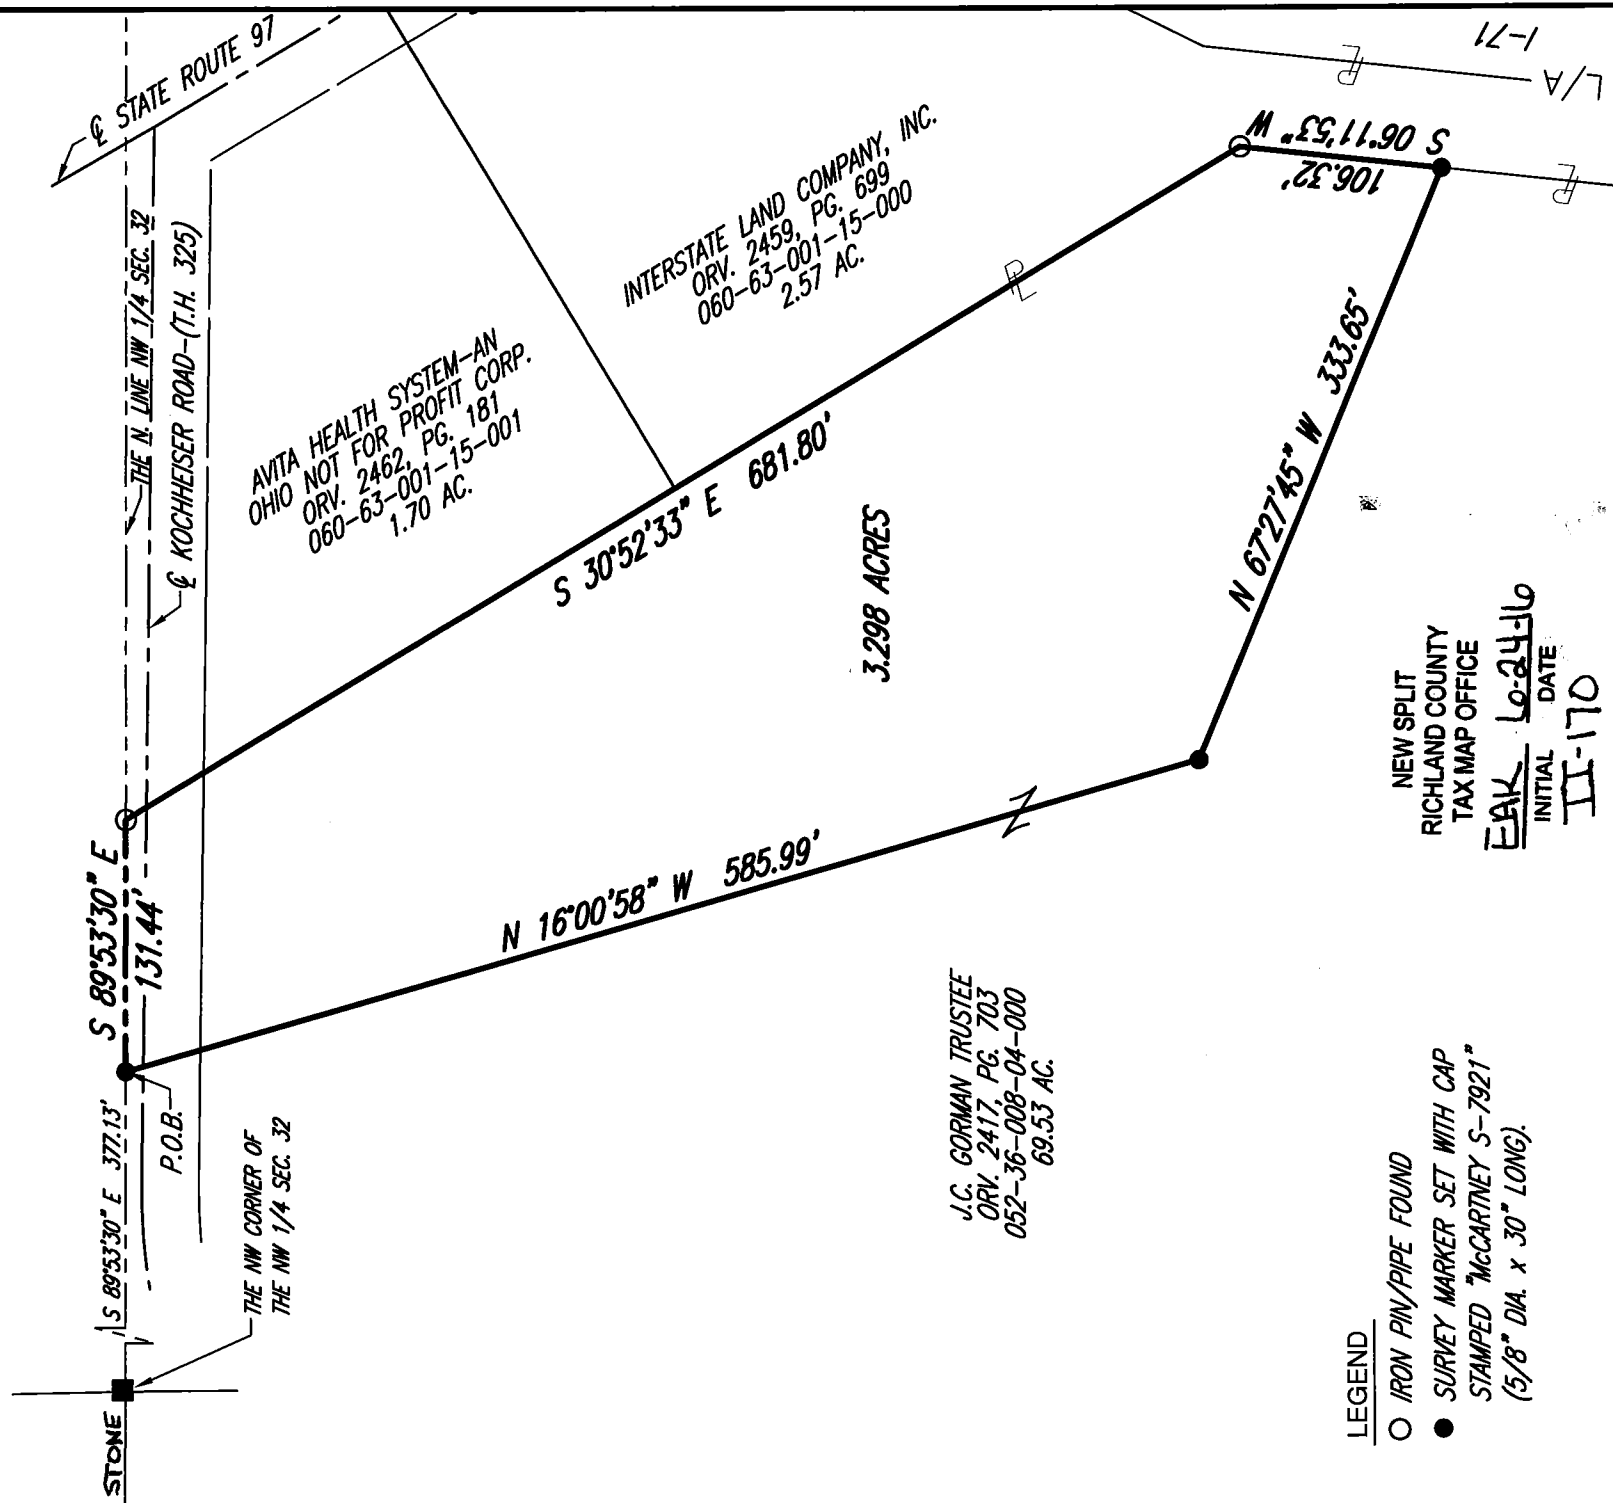 ℄ STATE ROUTE 97
THE N. LINE NW 1/4 SEC. 32
℄ KOCHHEISER ROAD-(T.H. 325)
AVITA HEALTH SYSTEM-AN
OHIO NOT FOR PROFIT CORP.
ORV. 2462, PG. 181
060-63-001-15-001
1.70 AC.
INTERSTATE LAND COMPANY, INC.
ORV. 2459, PG. 699
060-63-001-15-000
2.57 AC.
L/A
I-71
S 06°11'53" W
106.32'
S 30°52'33" E 681.80'
3.298 ACRES
N 67°27'45" W 333.65'
S 89°53'30" E
131.44'
N 16°00'58" W 585.99'
S 89°53'30" E 377.13'
P.O.B.
THE NW CORNER OF
THE NW 1/4 SEC. 32
STONE
J.C. GORMAN TRUSTEE
ORV. 2417, PG. 703
052-36-008-04-000
69.53 AC.
NEW SPLIT
RICHLAND COUNTY
TAX MAP OFFICE
EAK 6-24-16
INITIAL DATE
II-170
LEGEND
○ IRON PIN/PIPE FOUND
● SURVEY MARKER SET WITH CAP
STAMPED "McCARTNEY S-7921"
(5/8" DIA. x 30" LONG).